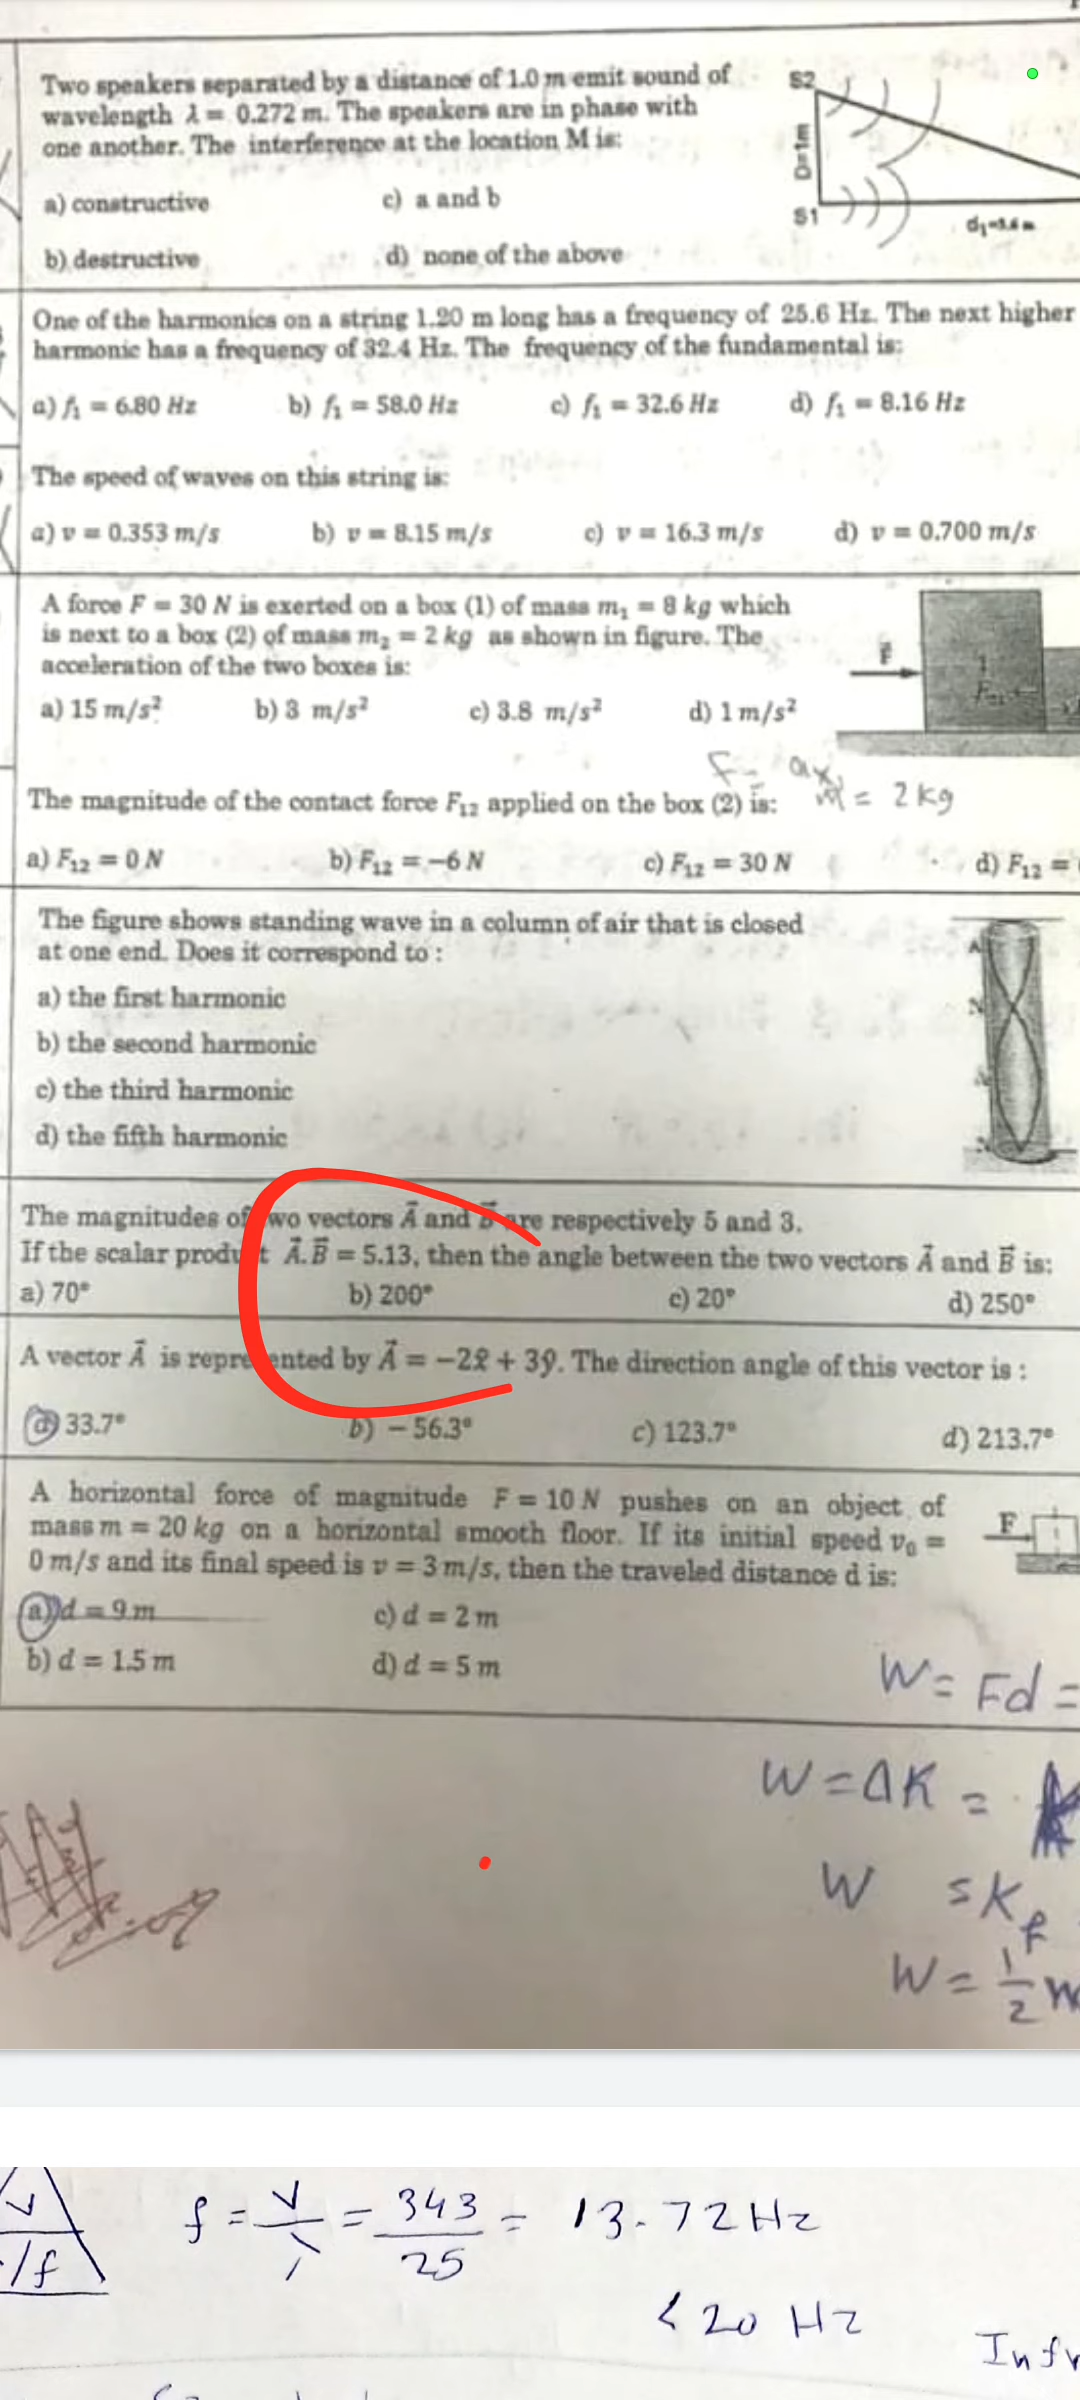 Two speakers separated by a distance of 1.0 m emit sound of
wavelength λ = 0.272 m. The speakers are in phase with
one another. The interference at the location M is:
a) constructive c) a and b
b) destructive d) none of the above
S2
D=1m
S1
One of the harmonics on a string 1.20 m long has a frequency of 25.6 Hz. The next higher
harmonic has a frequency of 32.4 Hz. The frequency of the fundamental is:
a) f₁ = 6.80 Hz b) f₁ = 58.0 Hz c) f₁ = 32.6 Hz d) f₁ = 8.16 Hz
The speed of waves on this string is:
a) v = 0.353 m/s b) v = 8.15 m/s c) v = 16.3 m/s d) v = 0.700 m/s
A force F = 30 N is exerted on a box (1) of mass m₁ = 8 kg which
is next to a box (2) of mass m₂ = 2 kg as shown in figure. The
acceleration of the two boxes is:
F⃗
1
a) 15 m/s² b) 3 m/s² c) 3.8 m/s² d) 1 m/s²
The magnitude of the contact force F₁₂ applied on the box (2) is:
= 2 kg
a) F₁₂ = 0 N b) F₁₂ = −6 N c) F₁₂ = 30 N d) F₁₂ =
The figure shows standing wave in a column of air that is closed
at one end. Does it correspond to :
A
N
a) the first harmonic
b) the second harmonic
c) the third harmonic
d) the fifth harmonic
The magnitudes of two vectors A⃗ and B⃗ are respectively 5 and 3.
If the scalar product A⃗.B⃗ = 5.13, then the angle between the two vectors A⃗ and B⃗ is:
a) 70° b) 200° c) 20° d) 250°
A vector A⃗ is represented by A⃗ = −2x̂ + 3ŷ. The direction angle of this vector is :
a) 33.7° b) − 56.3° c) 123.7° d) 213.7°
A horizontal force of magnitude F = 10 N pushes on an object of
mass m = 20 kg on a horizontal smooth floor. If its initial speed v₀ =
0 m/s and its final speed is v = 3 m/s, then the traveled distance d is:
F
a) d = 9 m c) d = 2 m
b) d = 1.5 m d) d = 5 m
W = Fd =
W = ΔK =
W = K_f
W = 1/2 m
v
/f
f = v/λ = 343/25 = 13.72 Hz
< 20 Hz